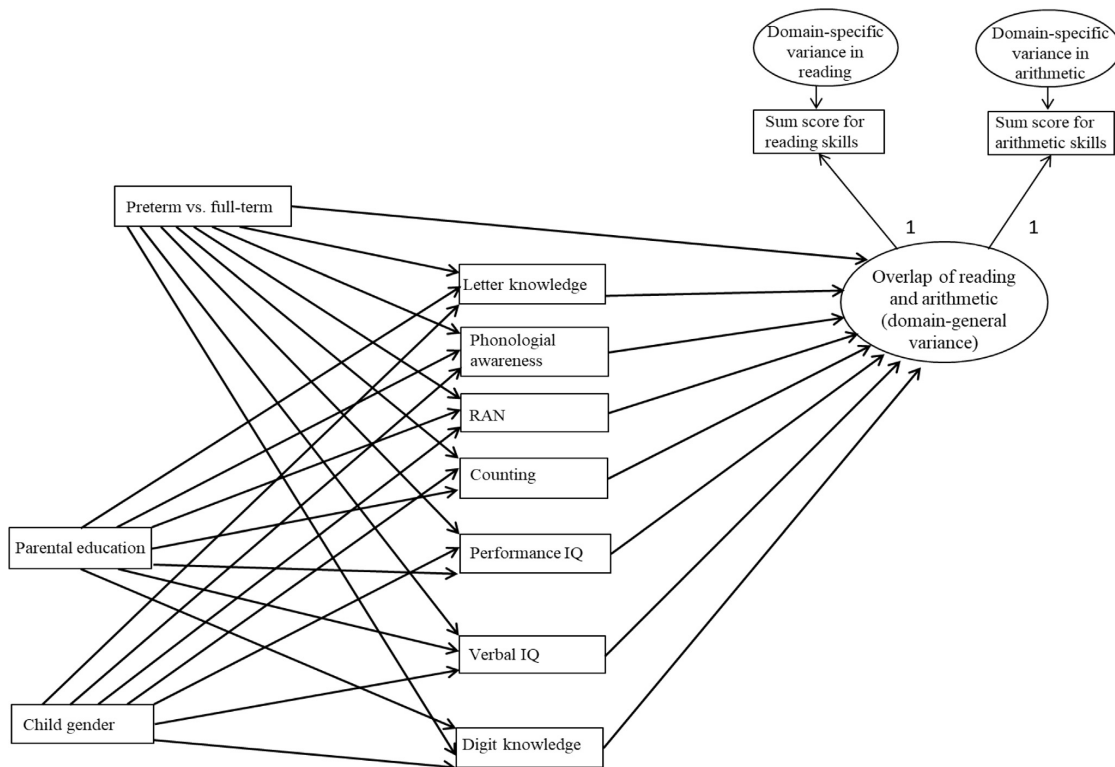 Domain-specific
variance in
reading
Domain-specific
variance in
arithmetic
Sum score for
reading skills
Sum score for
arithmetic skills
Preterm vs. full-term
1
1
Letter knowledge
Overlap of reading
and arithmetic
(domain-general
variance)
Phonologial
awareness
RAN
Counting
Parental education
Performance IQ
Verbal IQ
Child gender
Digit knowledge